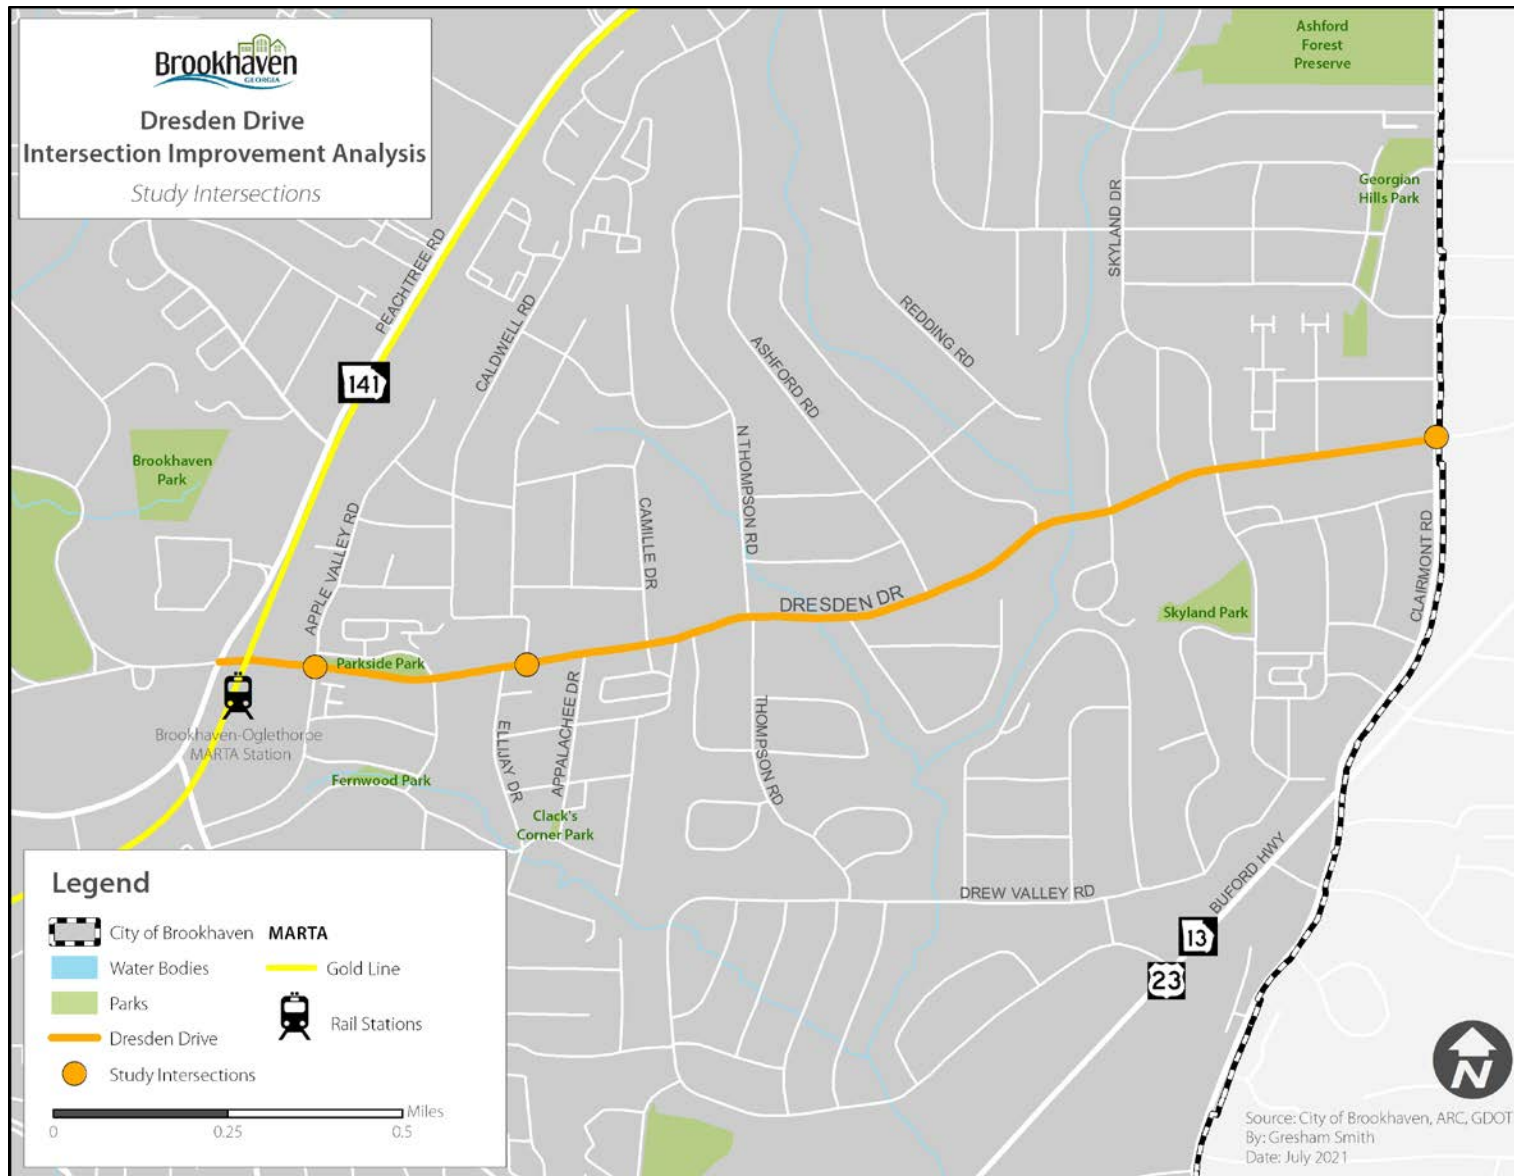 Brookhaven
GEORGIA
Dresden Drive
Intersection Improvement Analysis
Study Intersections
Ashford
Forest
Preserve
Georgian
Hills Park
SKYLAND DR
PEACHTREE RD
CALDWELL RD
REDDING RD
ASHFORD RD
141
N THOMPSON RD
Brookhaven
Park
CAMILLE DR
APPLE VALLEY RD
CLAIRMONT RD
DRESDEN DR
Skyland Park
Parkside Park
Brookhaven-Oglethorpe
MARTA Station
ELLIJAY DR
APPALACHEE DR
THOMPSON RD
Fernwood Park
Clack's
Corner Park
DREW VALLEY RD
BUFORD HWY
13
23
Legend
City of Brookhaven
MARTA
Water Bodies
Gold Line
Parks
Rail Stations
Dresden Drive
Study Intersections
Miles
0 0.25 0.5
N
Source: City of Brookhaven, ARC, GDOT
By: Gresham Smith
Date: July 2021